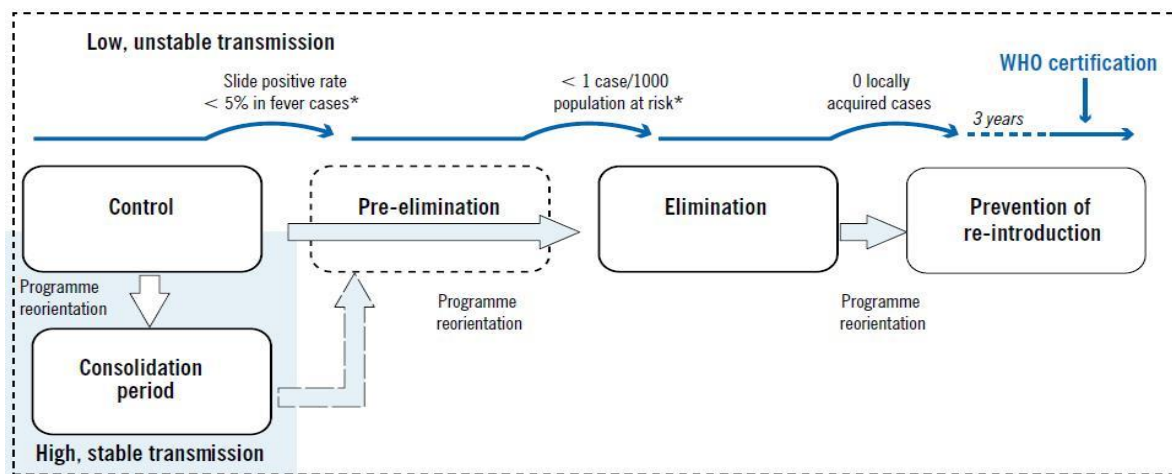 Low, unstable transmission
Slide positive rate
< 5% in fever cases*
< 1 case/1000
population at risk*
0 locally
acquired cases
WHO certification
3 years
Control
Pre-elimination
Elimination
Prevention of
re-introduction
Programme
reorientation
Programme
reorientation
Programme
reorientation
Consolidation
period
High, stable transmission